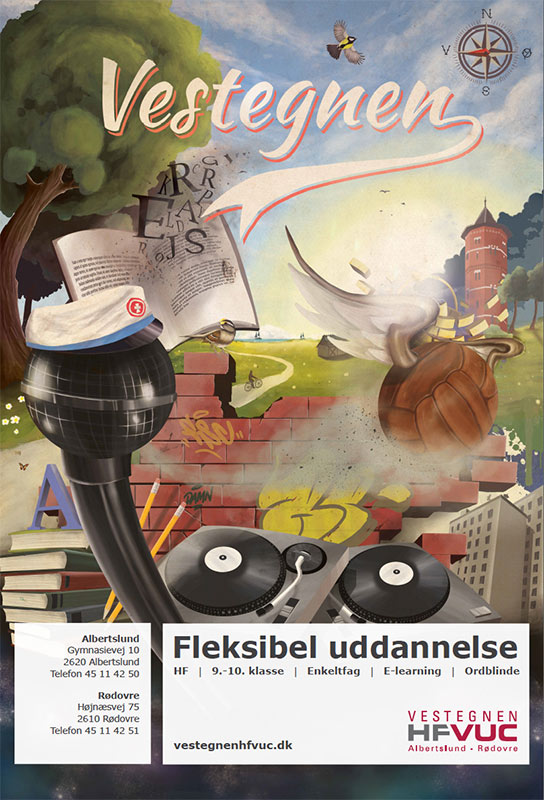 N
V Ø
S
Vestegnen
DAMN
A
Albertslund
Gymnasievej 10
2620 Albertslund
Telefon 45 11 42 50
Rødovre
Højnæsvej 75
2610 Rødovre
Telefon 45 11 42 51
Fleksibel uddannelse
HF | 9.-10. klasse | Enkeltfag | E-learning | Ordblinde
vestegnenhfvuc.dk
VESTEGNEN
HFVUC
Albertslund · Rødovre